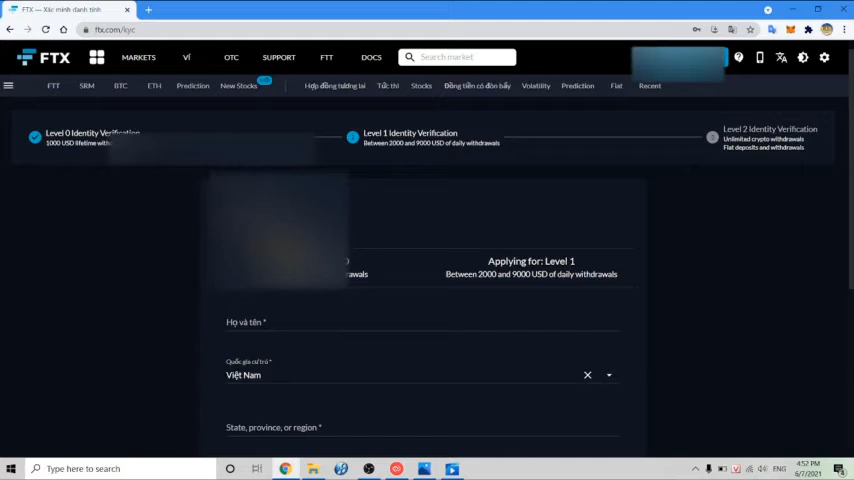 FTX — Xác minh danh tính
ftx.com/kyc
FTX MARKETS VÍ OTC SUPPORT FTT DOCS Search market
FTT SRM BTC ETH Prediction New Stocks Hợp đồng tương lai Tức thì Stocks Đồng tiền có đòn bẩy Volatility Prediction Fiat Recent
Level 0 Identity Verification
1000 USD lifetime
Level 1 Identity Verification
Between 2000 and 9000 USD of daily withdrawals
Level 2 Identity Verification
Unlimited crypto withdrawals
Fiat deposits and withdrawals
Applying for: Level 1
Between 2000 and 9000 USD of daily withdrawals
Họ và tên *
Quốc gia cư trú *
Việt Nam
State, province, or region *
Type here to search
ENG
4:52 PM
6/7/2021